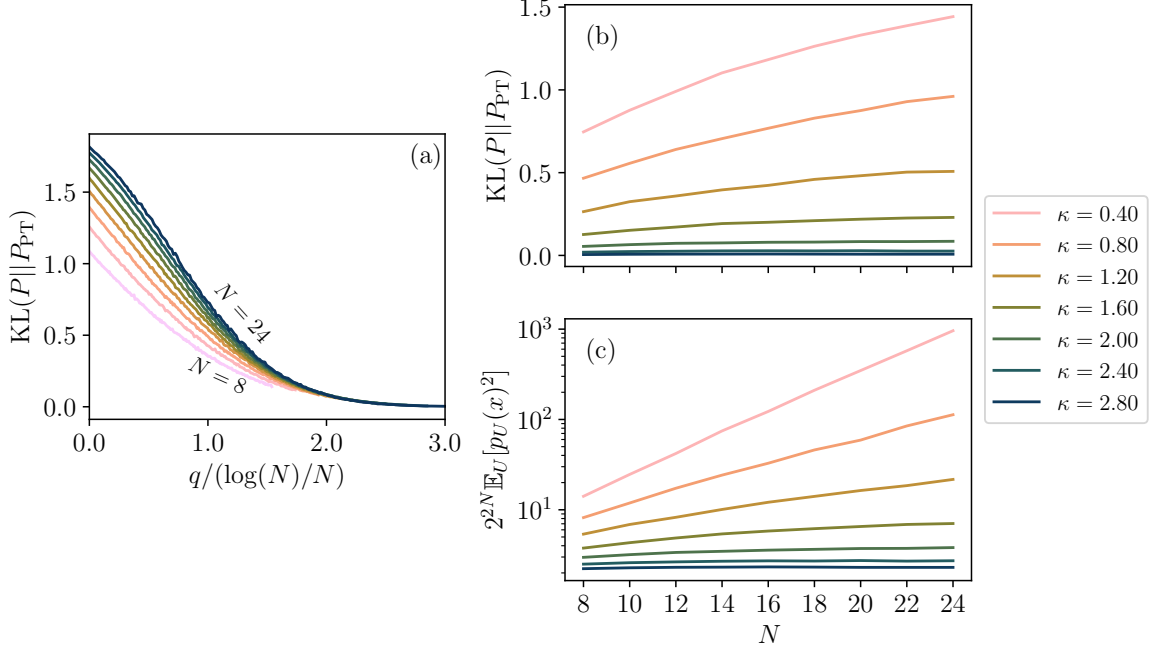 (a)
KL(P||P_PT)
1.5
1.0
0.5
0.0
N = 24
N = 8
0.0 1.0 2.0 3.0
q/(log(N)/N)
(b)
KL(P||P_PT)
1.5
1.0
0.5
0.0
(c)
2^{2N}𝔼_U[p_U(x)^2]
10^3
10^2
10^1
8 10 12 14 16 18 20 22 24
N
κ = 0.40
κ = 0.80
κ = 1.20
κ = 1.60
κ = 2.00
κ = 2.40
κ = 2.80